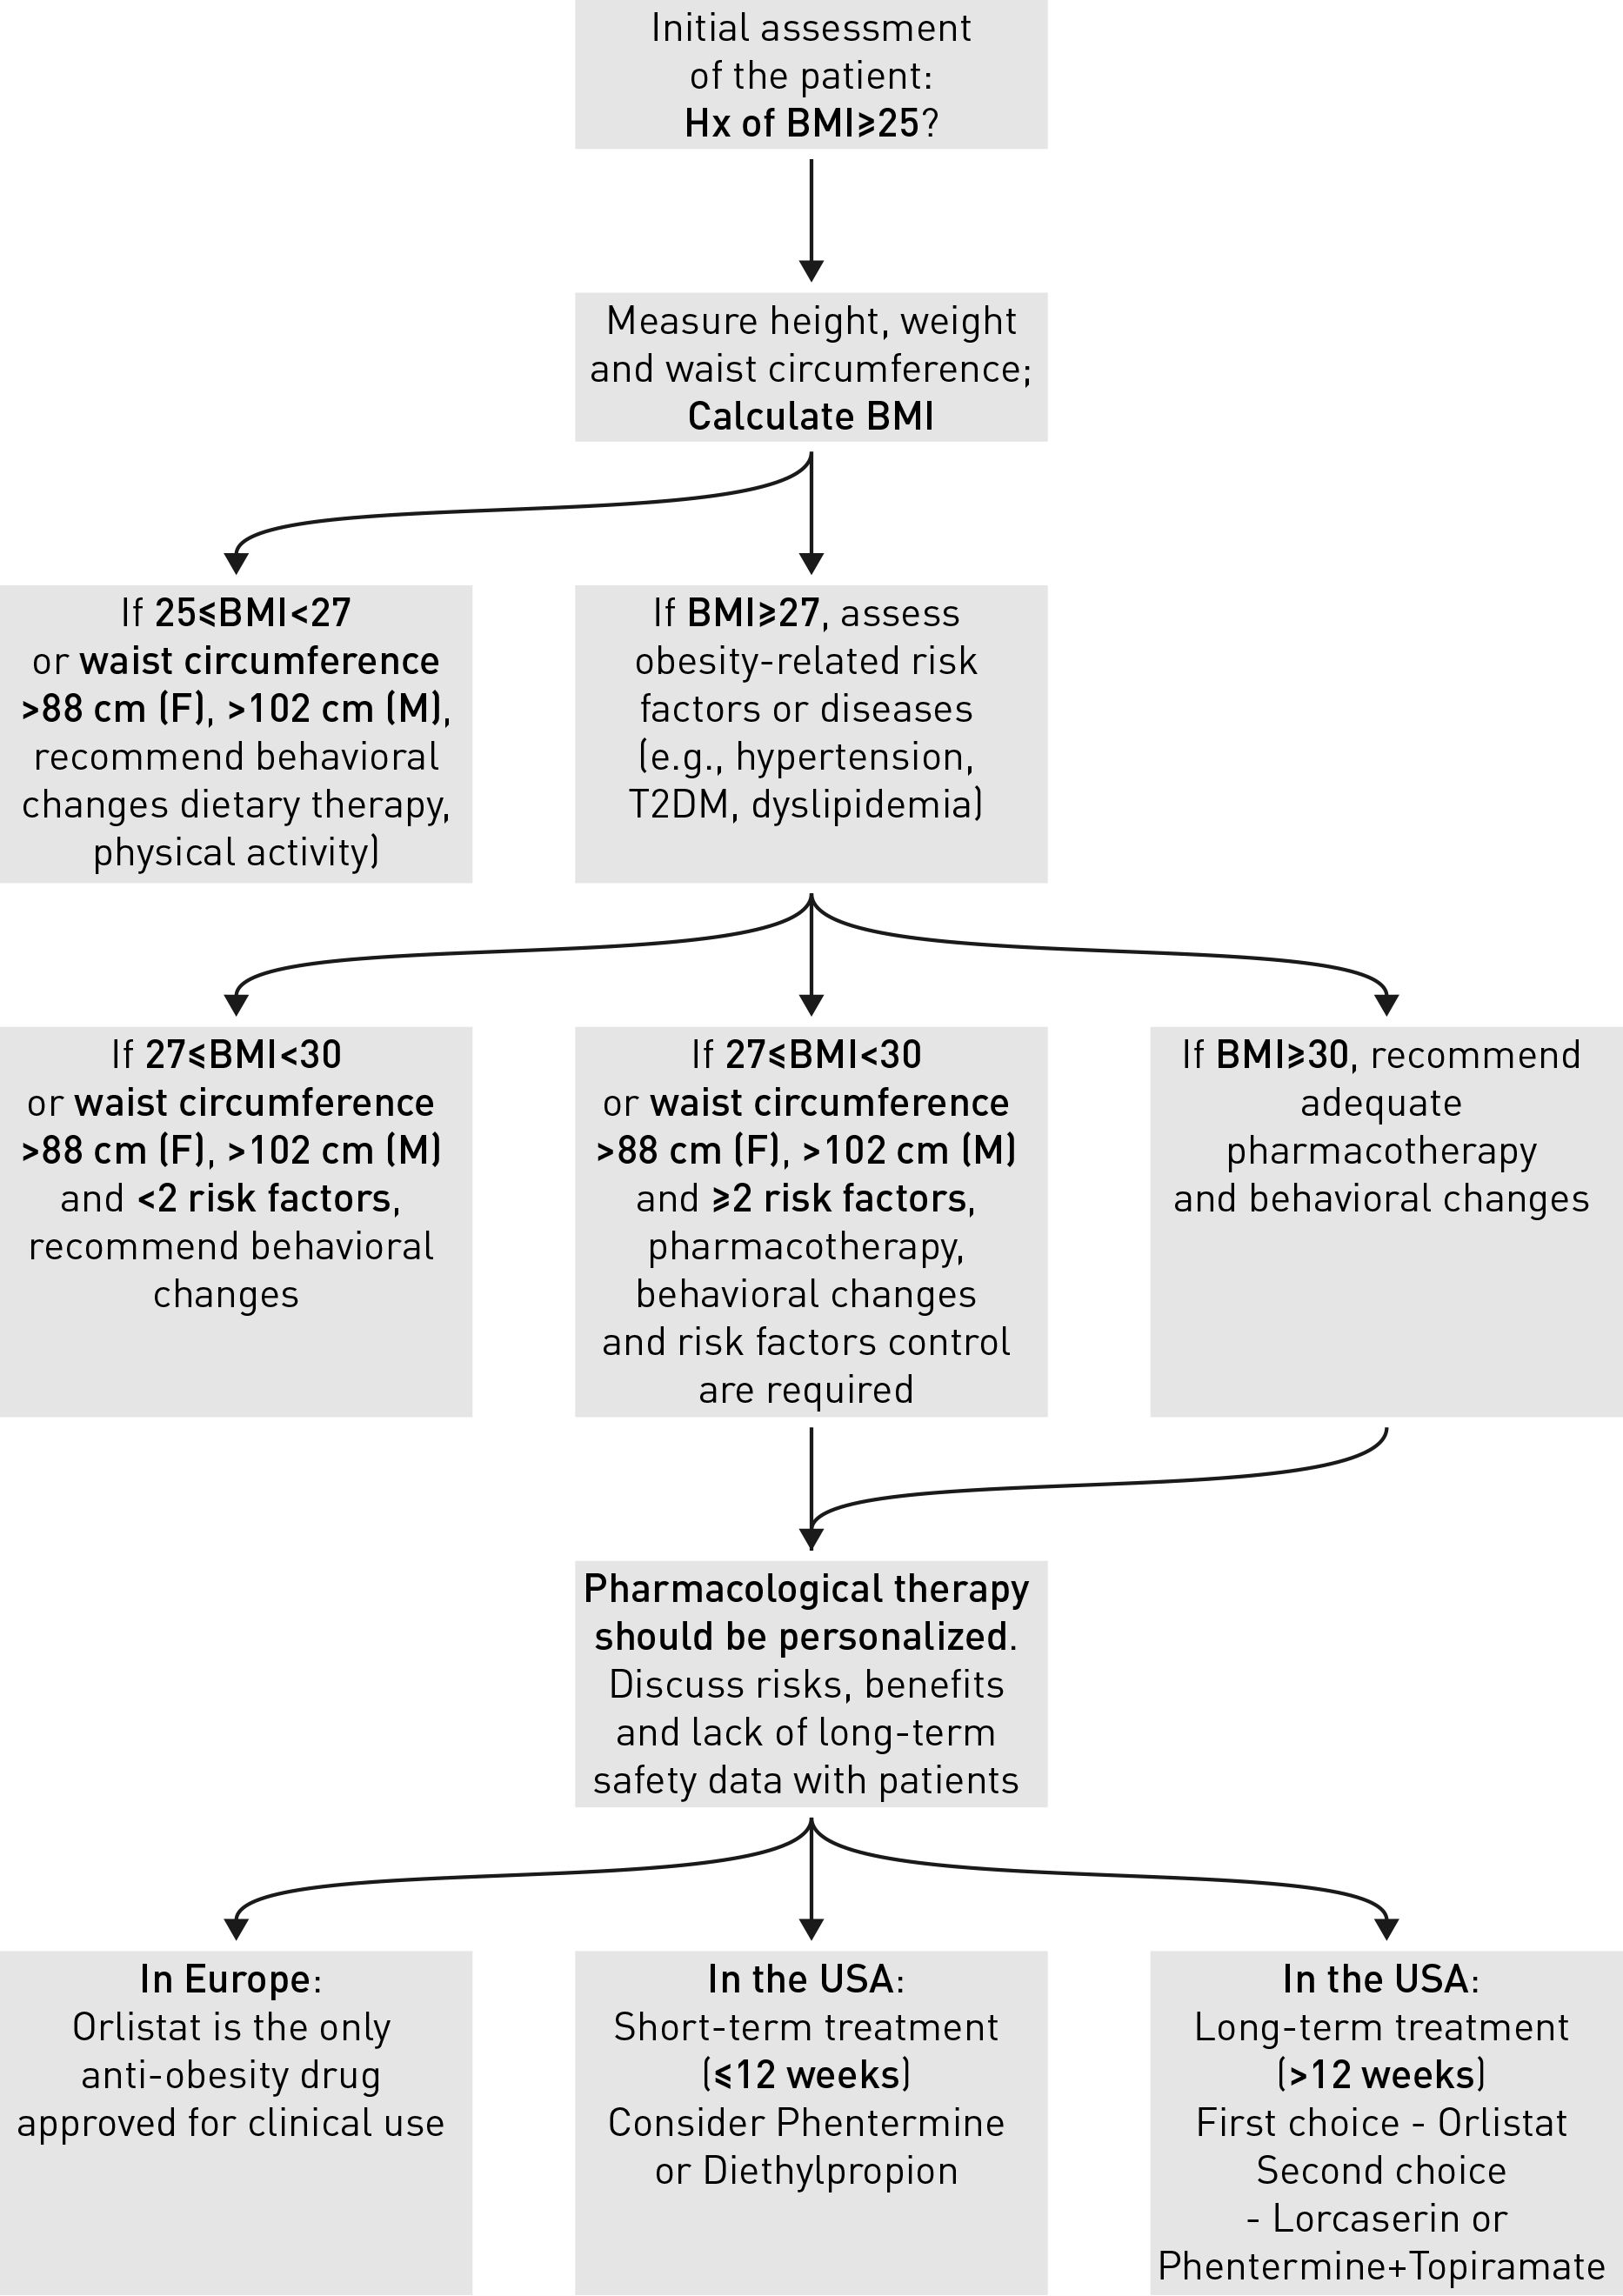 Initial assessment
of the patient:
Hx of BMI⩾25?
Measure height, weight
and waist circumference;
Calculate BMI
If 25⩽BMI<27
or waist circumference
>88 cm (F), >102 cm (M),
recommend behavioral
changes dietary therapy,
physical activity)
If BMI⩾27, assess
obesity-related risk
factors or diseases
(e.g., hypertension,
T2DM, dyslipidemia)
If 27⩽BMI<30
or waist circumference
>88 cm (F), >102 cm (M)
and <2 risk factors,
recommend behavioral
changes
If 27⩽BMI<30
or waist circumference
>88 cm (F), >102 cm (M)
and ⩾2 risk factors,
pharmacotherapy,
behavioral changes
and risk factors control
are required
If BMI⩾30, recommend
adequate
pharmacotherapy
and behavioral changes
Pharmacological therapy
should be personalized.
Discuss risks, benefits
and lack of long-term
safety data with patients
In Europe:
Orlistat is the only
anti-obesity drug
approved for clinical use
In the USA:
Short-term treatment
(⩽12 weeks)
Consider Phentermine
or Diethylpropion
In the USA:
Long-term treatment
(>12 weeks)
First choice - Orlistat
Second choice
- Lorcaserin or
Phentermine+Topiramate